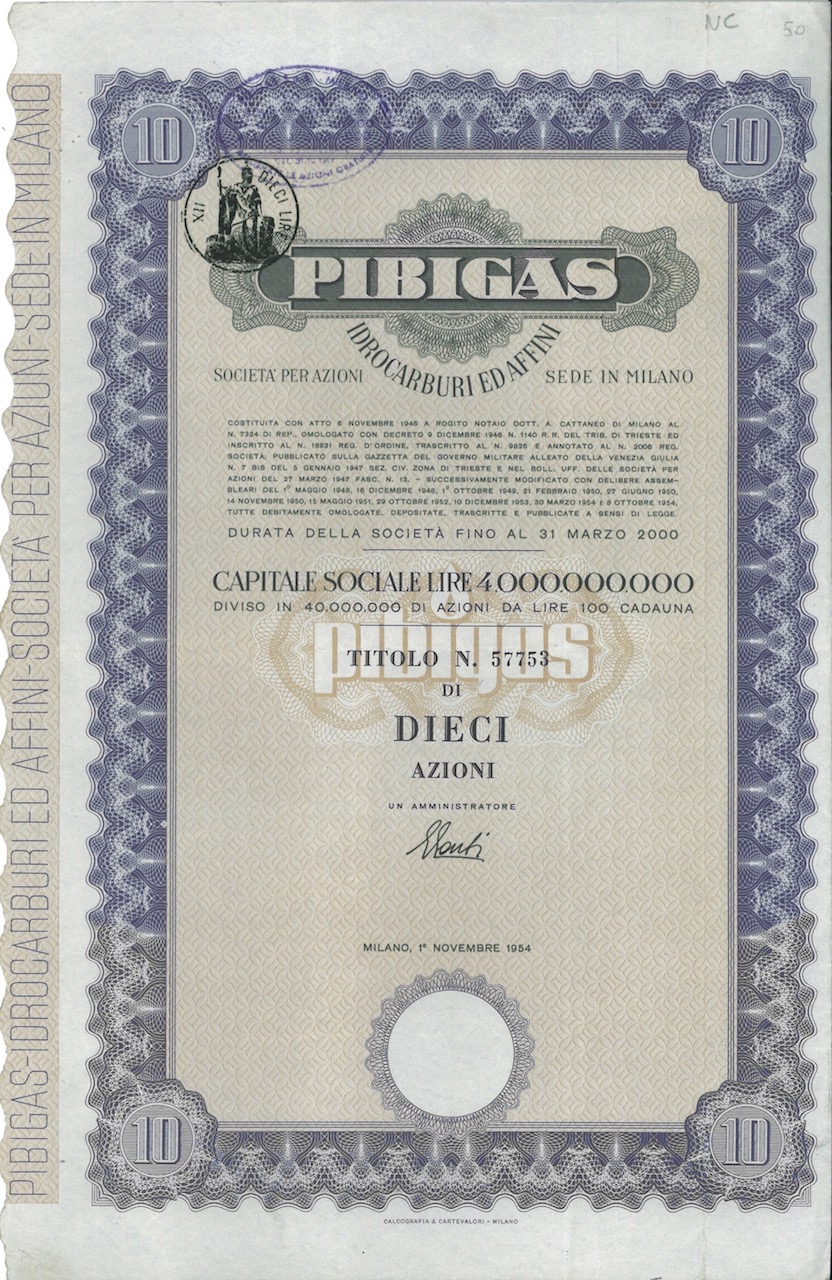 NC 50
10 10
DIECI LIRE
XII
PIBIGAS
IDROCARBURI ED AFFINI
SOCIETA' PER AZIONI SEDE IN MILANO
COSTITUITA CON ATTO 6 NOVEMBRE 1946 A ROGITO NOTAIO DOTT. A. CATTANEO DI MILANO AL
N. 7324 DI REP., OMOLOGATO CON DECRETO 9 DICEMBRE 1946 N. 1140 R.R. DEL TRIB. DI TRIESTE ED
INSCRITTO AL N. 18831 REG. D'ORDINE, TRASCRITTO AL N. 9826 E ANNOTATO AL N. 2006 REG.
SOCIETÀ; PUBBLICATO SULLA GAZZETTA DEL GOVERNO MILITARE ALLEATO DELLA VENEZIA GIULIA
N. 7 BIS DEL 5 GENNAIO 1947 SEZ. CIV. ZONA DI TRIESTE E NEL BOLL. UFF. DELLE SOCIETÀ PER
AZIONI DEL 27 MARZO 1947 FASC. N. 13. - SUCCESSIVAMENTE MODIFICATO CON DELIBERE ASSEM-
BLEARI DEL 1° MAGGIO 1948, 16 DICEMBRE 1948, 1° OTTOBRE 1949, 21 FEBBRAIO 1950, 27 GIUGNO 1950,
14 NOVEMBRE 1950, 15 MAGGIO 1951, 29 OTTOBRE 1952, 10 DICEMBRE 1953, 30 MARZO 1954 E 8 OTTOBRE 1954,
TUTTE DEBITAMENTE OMOLOGATE, DEPOSITATE, TRASCRITTE E PUBBLICATE A SENSI DI LEGGE.
DURATA DELLA SOCIETÀ FINO AL 31 MARZO 2000
CAPITALE SOCIALE LIRE 4.000.000.000
DIVISO IN 40.000.000 DI AZIONI DA LIRE 100 CADAUNA
pibigas
TITOLO N. 57753
DI
DIECI
AZIONI
UN AMMINISTRATORE
MILANO, 1° NOVEMBRE 1954
10 10
CALCOGRAFIA & CARTEVALORI - MILANO
PIBIGAS-IDROCARBURI ED AFFINI-SOCIETA' PER AZIONI-SEDE IN MILANO